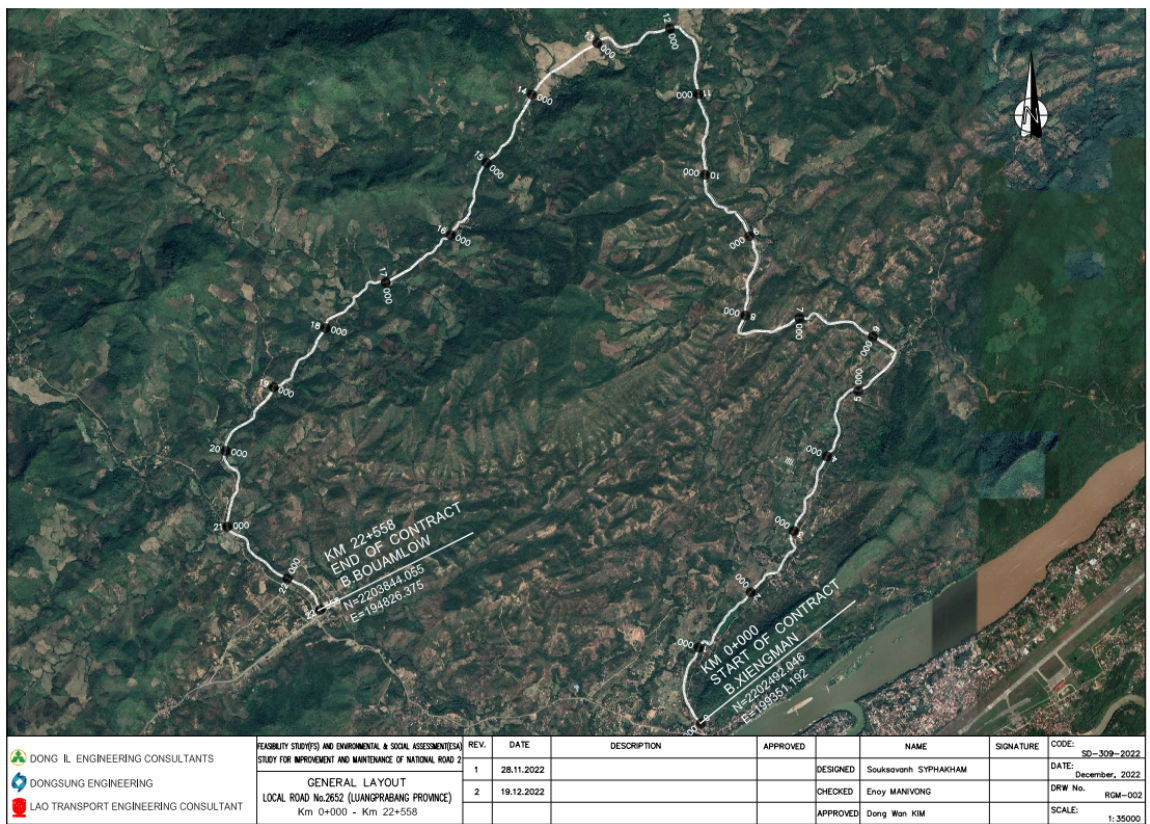 12
000
13
000
14
000
11
000
15
000
10
000
16
000
9
000
17
000
8
000
7
000
18
000
6
000
19
000
5
000
20
000
4
000
21
000
3
000
22
000
2
000
000
KM 22+558
END OF CONTRACT
B.BOUAMLOW
N=2203844.055
E=194826.375
KM 0+000
START OF CONTRACT
B.XIENGMAN
N=2202492.046
E=199351.192
0
000
N
DONG IL ENGINEERING CONSULTANTS
DONGSUNG ENGINEERING
LAO TRANSPORT ENGINEERING CONSULTANT
FEASIBILITY STUDY(FS) AND ENVIRONMENTAL & SOCIAL ASSESSMENT(ESA)
STUDY FOR IMPROVEMENT AND MAINTENANCE OF NATIONAL ROAD 2
GENERAL LAYOUT
LOCAL ROAD No.2652 (LUANGPRABANG PROVINCE)
Km 0+000 - Km 22+558
REV. DATE DESCRIPTION APPROVED NAME SIGNATURE
1 28.11.2022 DESIGNED Souksavanh SYPHAKHAM
2 19.12.2022 CHECKED Enoy MANIVONG
APPROVED Dong Wan KIM
CODE:
SD-309-2022
DATE:
December, 2022
DRW No.
RGM-002
SCALE:
1:35000